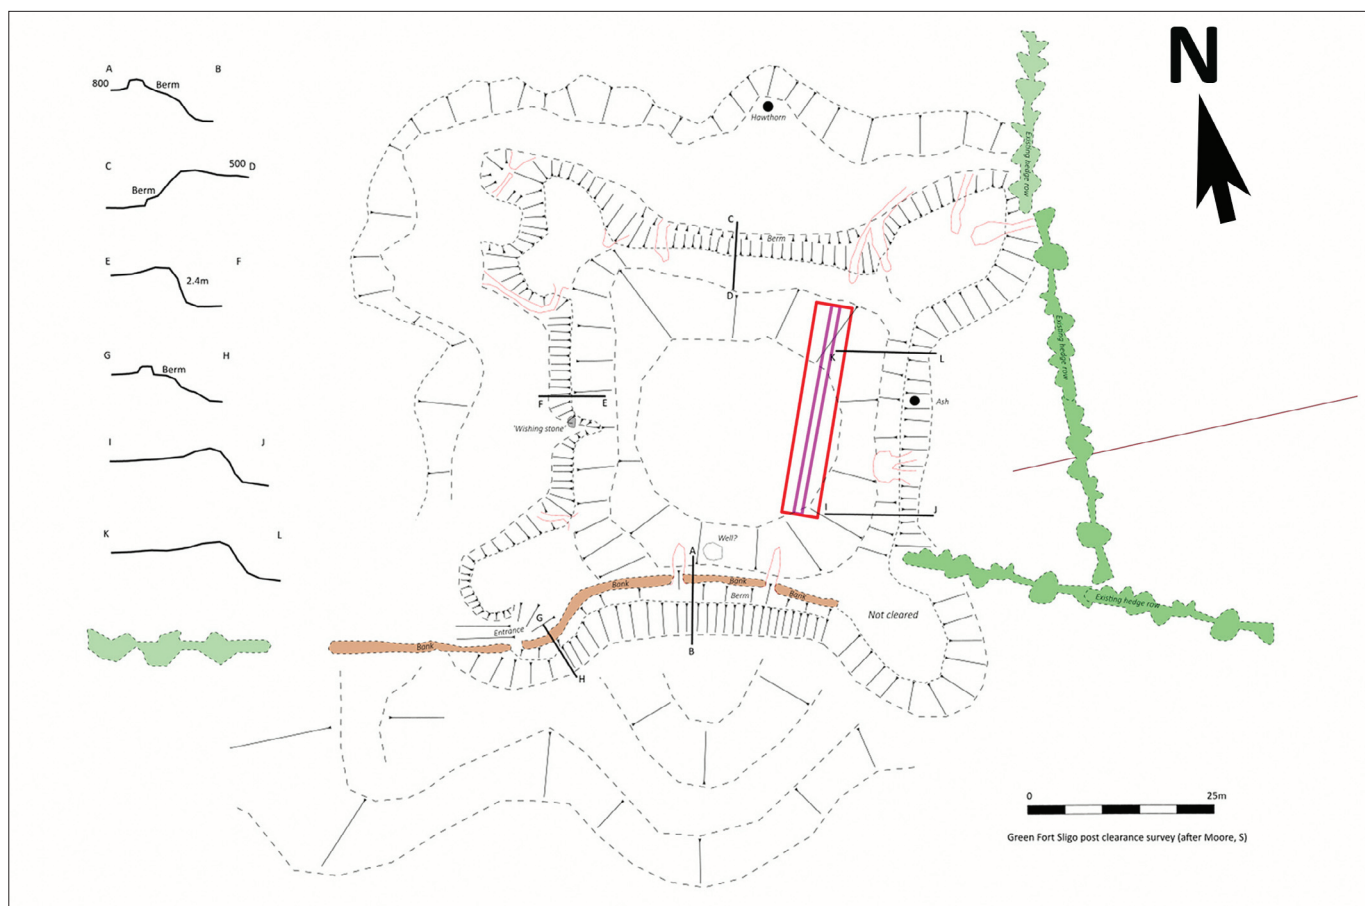 N
A
B
800
Berm
C
500
D
Berm
E
F
2.4m
G
H
Berm
I
J
K
L
Hawthorn
Existing hedge row
C
Berm
D
Existing hedge row
K
L
F
E
Ash
'Wishing stone'
I
J
Well?
A
Bank
Bank
Bank
Berm
Not cleared
Existing hedge row
G
Entrance
Bank
B
H
0
25m
Green Fort Sligo post clearance survey (after Moore, S)